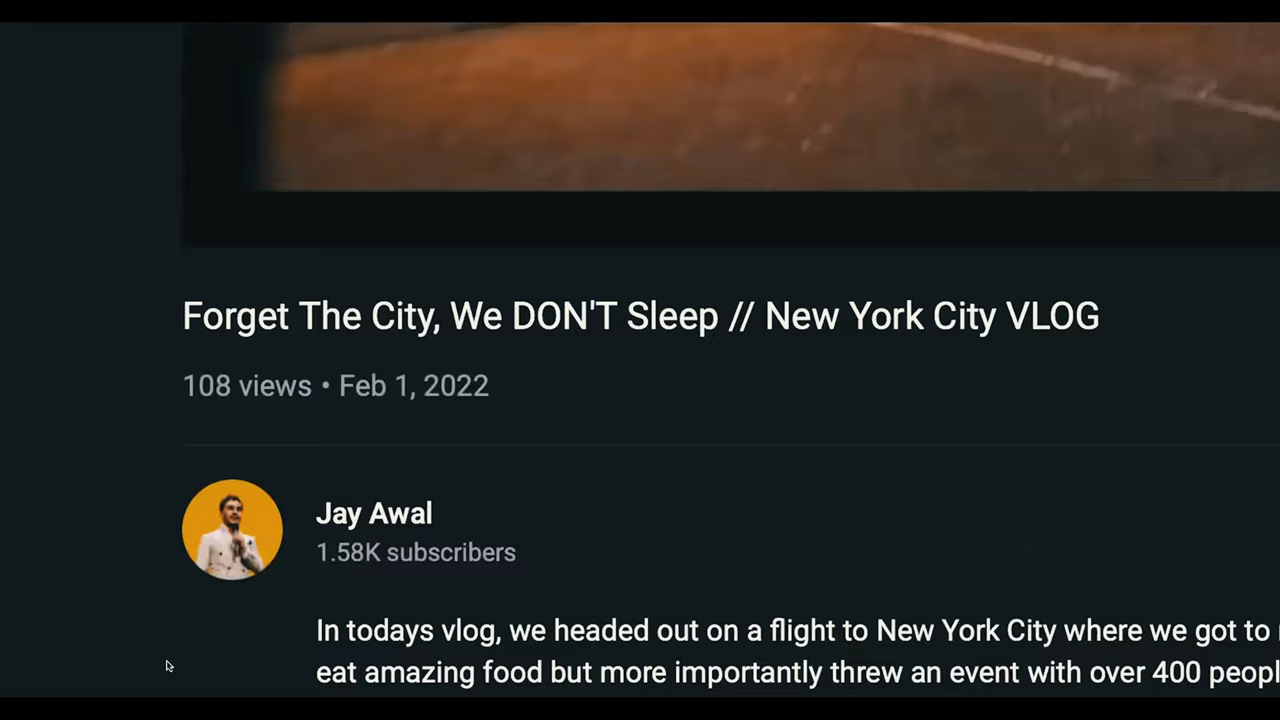 Forget The City, We DON'T Sleep // New York City VLOG
108 views • Feb 1, 2022
Jay Awal
1.58K subscribers
In todays vlog, we headed out on a flight to New York City where we got to
eat amazing food but more importantly threw an event with over 400